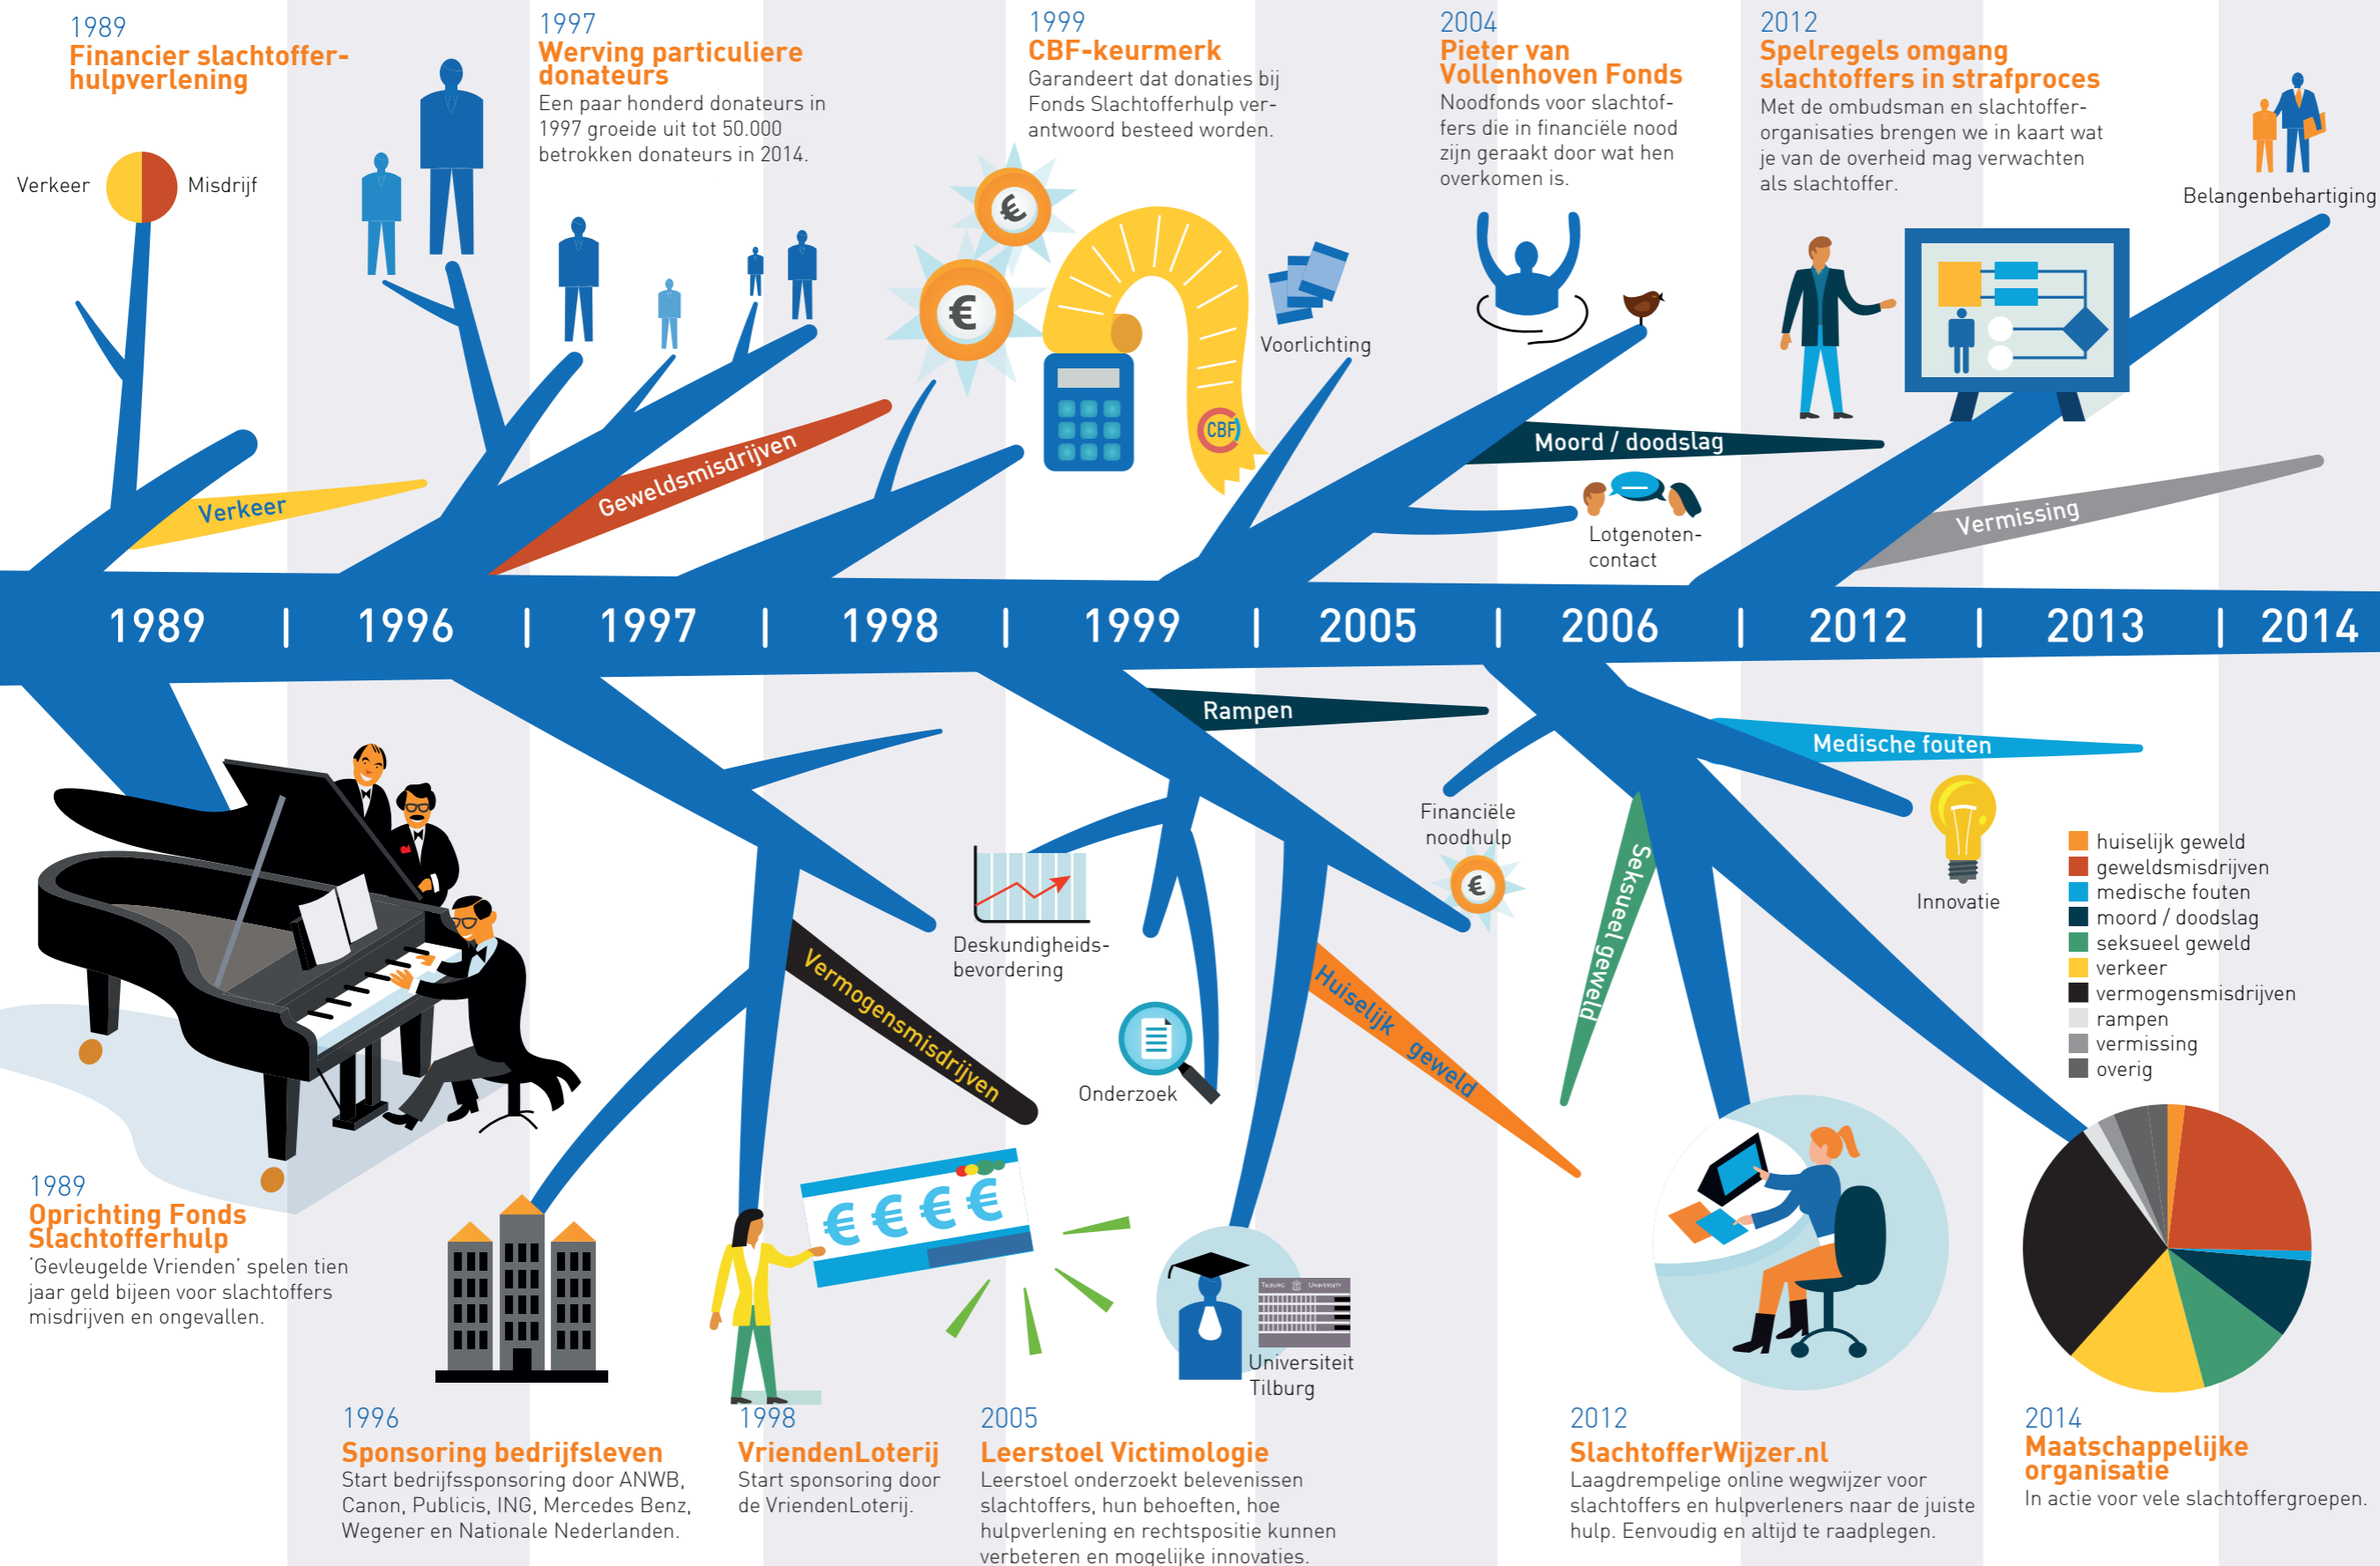 1989
Financier slachtoffer-
hulpverlening
Verkeer
Misdrijf
1997
Werving particuliere
donateurs
Een paar honderd donateurs in
1997 groeide uit tot 50.000
betrokken donateurs in 2014.
1999
CBF-keurmerk
Garandeert dat donaties bij
Fonds Slachtofferhulp ver-
antwoord besteed worden.
€
€
CBF
Voorlichting
2004
Pieter van
Vollenhoven Fonds
Noodfonds voor slachtof-
fers die in financiële nood
zijn geraakt door wat hen
overkomen is.
2012
Spelregels omgang
slachtoffers in strafproces
Met de ombudsman en slachtoffer-
organisaties brengen we in kaart wat
je van de overheid mag verwachten
als slachtoffer.
Belangenbehartiging
Verkeer
Geweldsmisdrijven
Moord / doodslag
Lotgenoten-
contact
Vermissing
1989 | 1996 | 1997 | 1998 | 1999 | 2005 | 2006 | 2012 | 2013 | 2014
Rampen
Medische fouten
Financiële
noodhulp
€
Seksueel geweld
Innovatie
Deskundigheids-
bevordering
Vermogensmisdrijven
Onderzoek
Huiselijk geweld
huiselijk geweld
geweldsmisdrijven
medische fouten
moord / doodslag
seksueel geweld
verkeer
vermogensmisdrijven
rampen
vermissing
overig
1989
Oprichting Fonds
Slachtofferhulp
'Gevleugelde Vrienden' spelen tien
jaar geld bijeen voor slachtoffers
misdrijven en ongevallen.
€ € € €
Tilburg University
Universiteit
Tilburg
1996
Sponsoring bedrijfsleven
Start bedrijfssponsoring door ANWB,
Canon, Publicis, ING, Mercedes Benz,
Wegener en Nationale Nederlanden.
1998
VriendenLoterij
Start sponsoring door
de VriendenLoterij.
2005
Leerstoel Victimologie
Leerstoel onderzoekt belevenissen
slachtoffers, hun behoeften, hoe
hulpverlening en rechtspositie kunnen
verbeteren en mogelijke innovaties.
2012
SlachtofferWijzer.nl
Laagdrempelige online wegwijzer voor
slachtoffers en hulpverleners naar de juiste
hulp. Eenvoudig en altijd te raadplegen.
2014
Maatschappelijke
organisatie
In actie voor vele slachtoffergroepen.